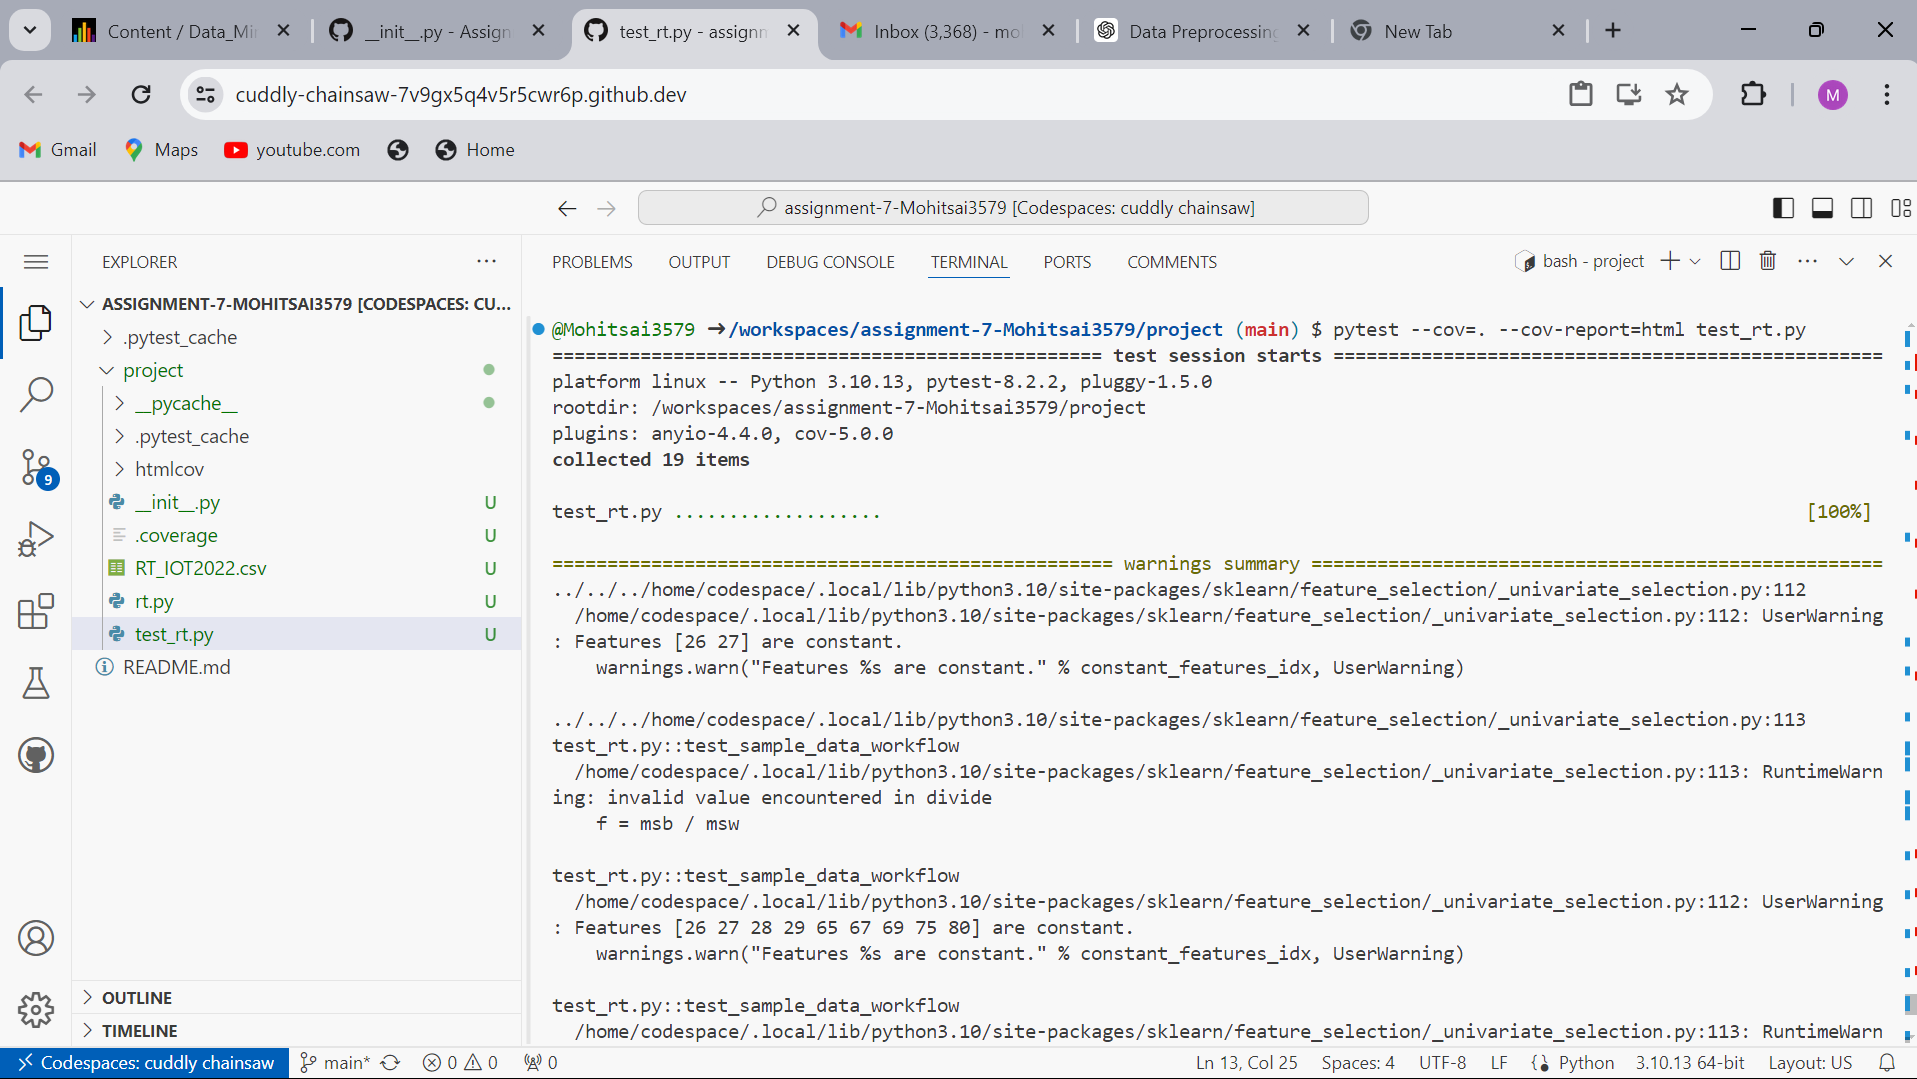 Content / Data_Mi
__init__.py - Assign
test_rt.py - assignm
Inbox (3,368) - mo
Data Preprocessing
New Tab
cuddly-chainsaw-7v9gx5q4v5r5cwr6p.github.dev
M
Gmail
Maps
youtube.com
Home
assignment-7-Mohitsai3579 [Codespaces: cuddly chainsaw]
EXPLORER
ASSIGNMENT-7-MOHITSAI3579 [CODESPACES: CU...
.pytest_cache
project
__pycache__
.pytest_cache
htmlcov
__init__.py U
.coverage U
RT_IOT2022.csv U
rt.py U
test_rt.py U
README.md
9
OUTLINE
TIMELINE
PROBLEMS OUTPUT DEBUG CONSOLE TERMINAL PORTS COMMENTS
bash - project
@Mohitsai3579 ➜/workspaces/assignment-7-Mohitsai3579/project (main) $ pytest --cov=. --cov-report=html test_rt.py
================================================== test session starts ==================================================
platform linux -- Python 3.10.13, pytest-8.2.2, pluggy-1.5.0
rootdir: /workspaces/assignment-7-Mohitsai3579/project
plugins: anyio-4.4.0, cov-5.0.0
collected 19 items
test_rt.py ................... [100%]
=================================================== warnings summary ====================================================
../../../home/codespace/.local/lib/python3.10/site-packages/sklearn/feature_selection/_univariate_selection.py:112
/home/codespace/.local/lib/python3.10/site-packages/sklearn/feature_selection/_univariate_selection.py:112: UserWarning
: Features [26 27] are constant.
warnings.warn("Features %s are constant." % constant_features_idx, UserWarning)
../../../home/codespace/.local/lib/python3.10/site-packages/sklearn/feature_selection/_univariate_selection.py:113
test_rt.py::test_sample_data_workflow
/home/codespace/.local/lib/python3.10/site-packages/sklearn/feature_selection/_univariate_selection.py:113: RuntimeWarn
ing: invalid value encountered in divide
f = msb / msw
test_rt.py::test_sample_data_workflow
/home/codespace/.local/lib/python3.10/site-packages/sklearn/feature_selection/_univariate_selection.py:112: UserWarning
: Features [26 27 28 29 65 67 69 75 80] are constant.
warnings.warn("Features %s are constant." % constant_features_idx, UserWarning)
test_rt.py::test_sample_data_workflow
/home/codespace/.local/lib/python3.10/site-packages/sklearn/feature_selection/_univariate_selection.py:113: RuntimeWarn
Codespaces: cuddly chainsaw main* 0 0 0 Ln 13, Col 25 Spaces: 4 UTF-8 LF Python 3.10.13 64-bit Layout: US